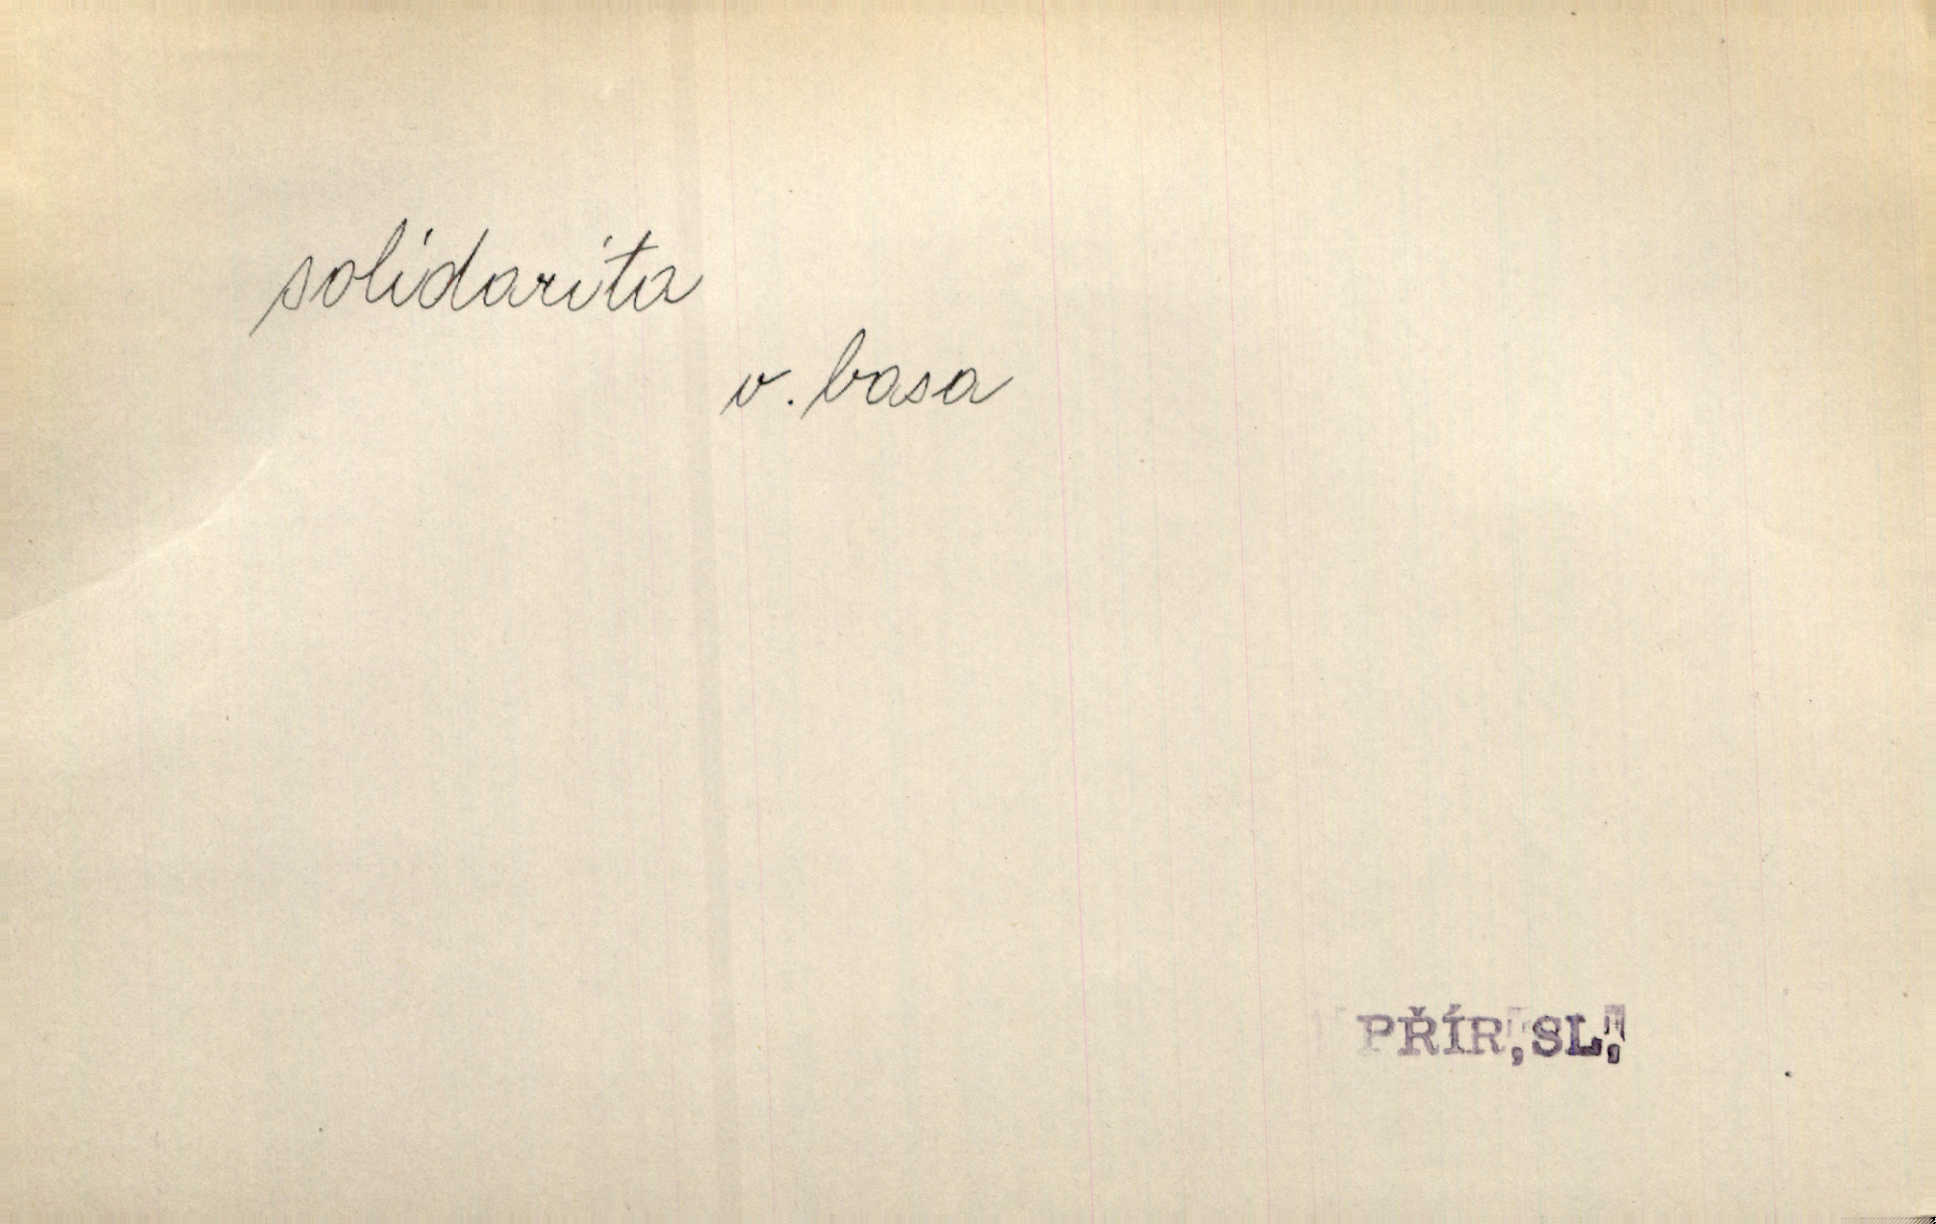 solidarita
v. basa
PŘÍR, SL,